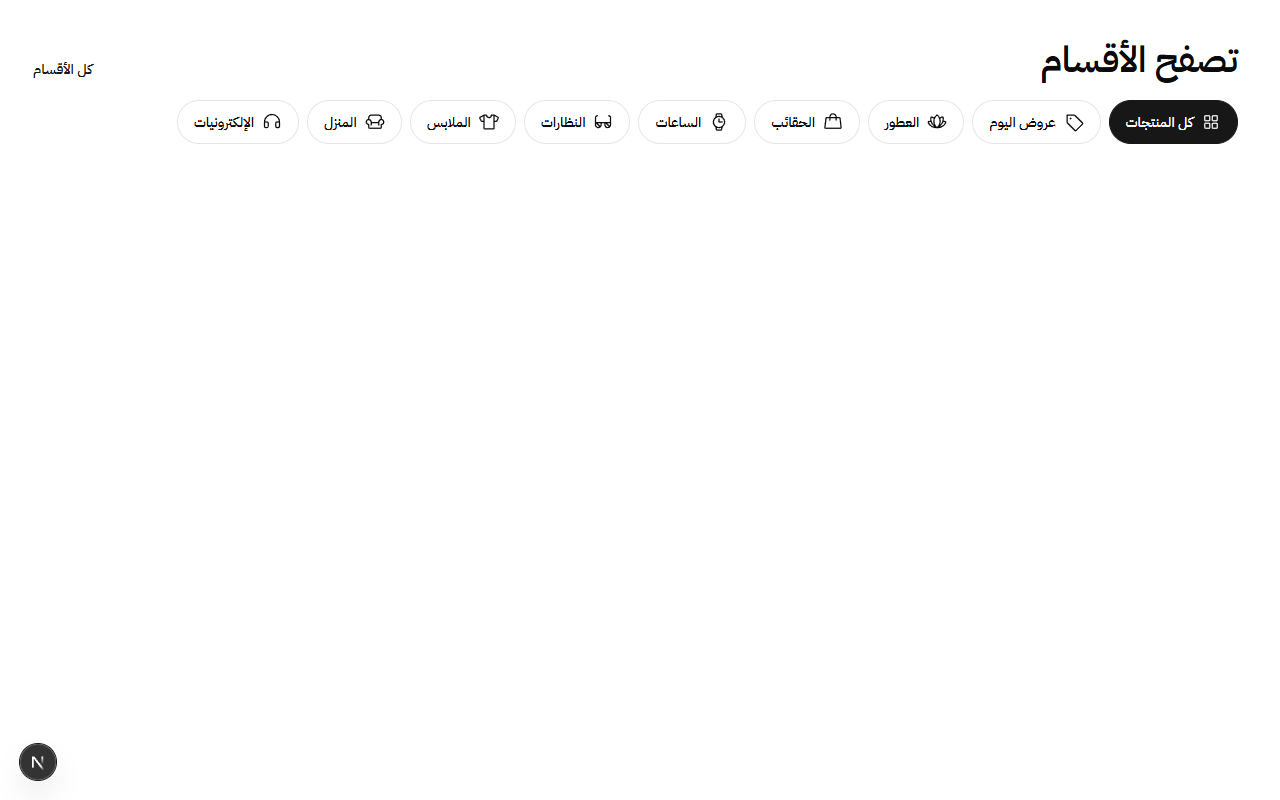 تصفح الأقسام
كل الأقسام
كل المنتجات
عروض اليوم
العطور
الحقائب
الساعات
النظارات
الملابس
المنزل
الإلكترونيات
N